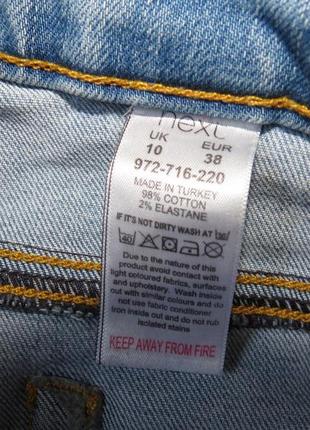 next
UK EUR
10 38
972-716-220
MADE IN TURKEY
98% COTTON
2% ELASTANE
IF IT'S NOT DIRTY WASH AT 30
40
Due to the nature of this
product avoid contact with
light coloured fabrics, surfaces
and upholstery. Wash inside
out with similar colours and do
not use fabric conditioner
Iron inside out and do not rub
isolated stains
KEEP AWAY FROM FIRE